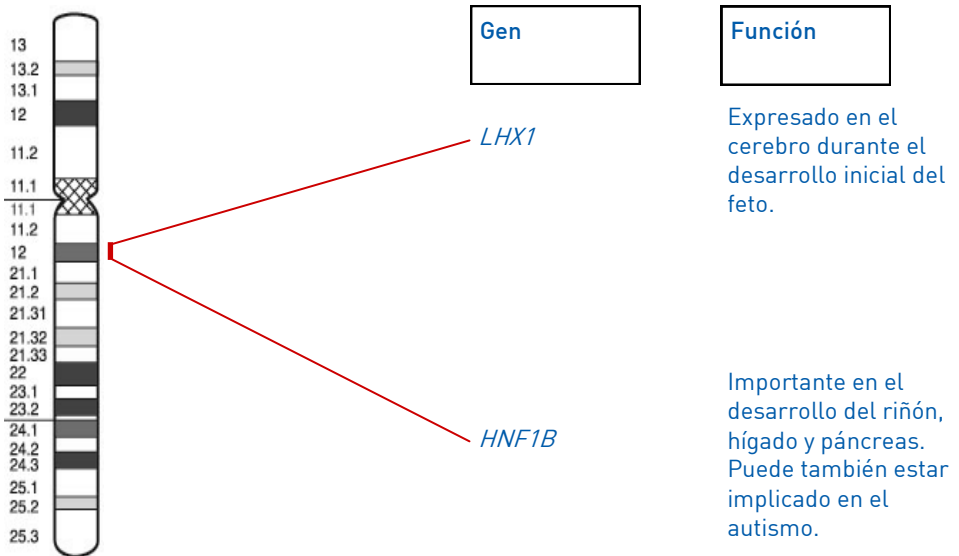 13
13.2
13.1
12
11.2
11.1
11.1
11.2
12
21.1
21.2
21.31
21.32
21.33
22
23.1
23.2
24.1
24.2
24.3
25.1
25.2
25.3
Gen
Función
LHX1
Expresado en el
cerebro durante el
desarrollo inicial del
feto.
HNF1B
Importante en el
desarrollo del riñón,
hígado y páncreas.
Puede también estar
implicado en el
autismo.